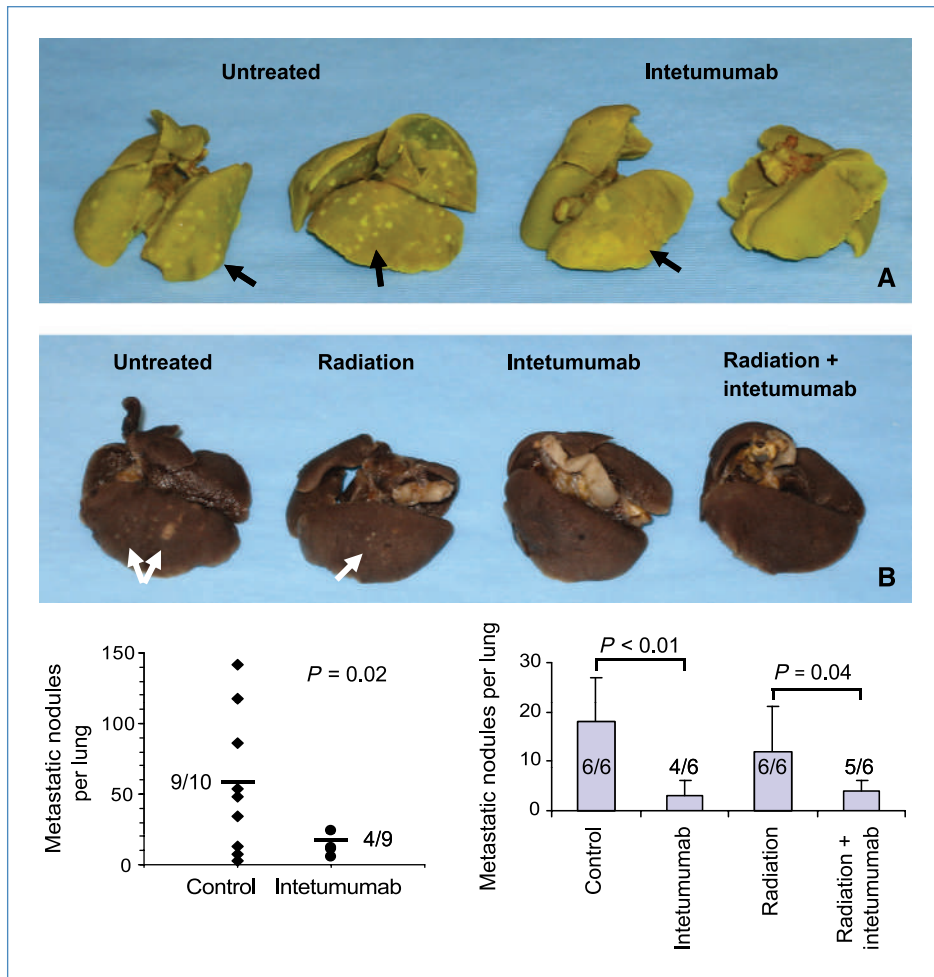 Untreated
Intetumumab
A
Untreated
Radiation
Intetumumab
Radiation +
intetumumab
B
Metastatic nodules
per lung
150
100
50
0
P = 0.02
9/10
4/9
Control
Intetumumab
Metastatic nodules per lung
30
20
10
0
P < 0.01
P = 0.04
6/6
4/6
6/6
5/6
Control
Intetumumab
Radiation
Radiation +
intetumumab